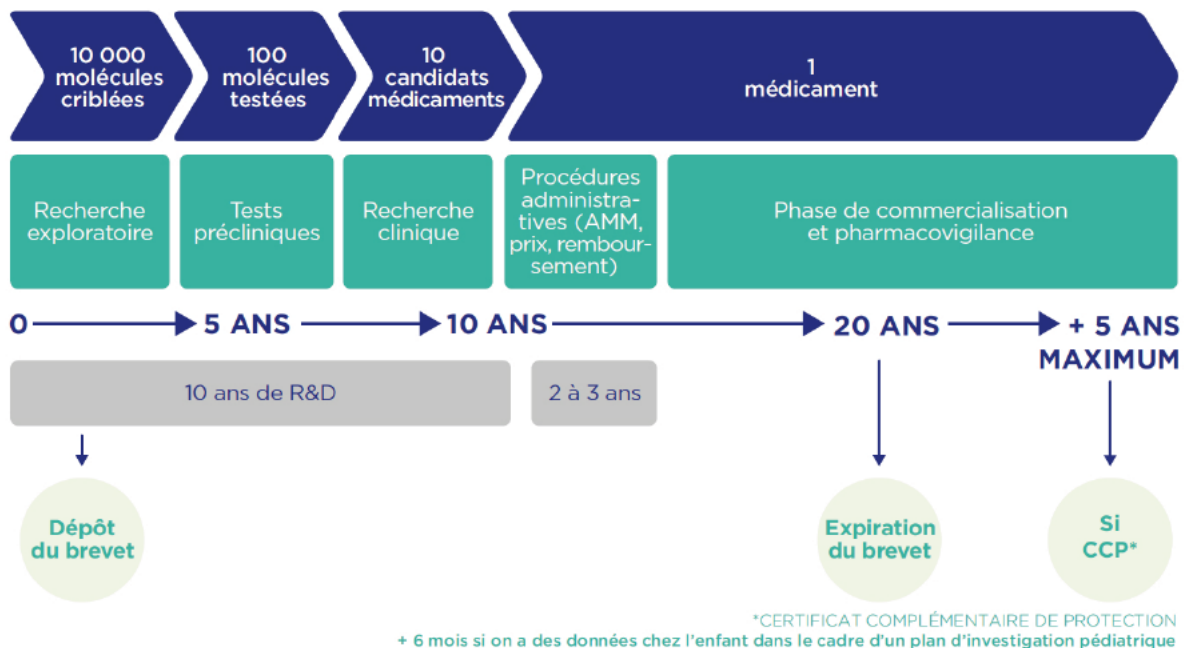 10 000
molécules
criblées
100
molécules
testées
10
candidats
médicaments
1
médicament
Recherche
exploratoire
Tests
précliniques
Recherche
clinique
Procédures
administra-
tives (AMM,
prix, rembour-
sement)
Phase de commercialisation
et pharmacovigilance
0
5 ANS
10 ANS
20 ANS
+ 5 ANS
MAXIMUM
10 ans de R&D
2 à 3 ans
Dépôt
du brevet
Expiration
du brevet
Si
CCP*
*CERTIFICAT COMPLÉMENTAIRE DE PROTECTION
+ 6 mois si on a des données chez l'enfant dans le cadre d'un plan d'investigation pédiatrique